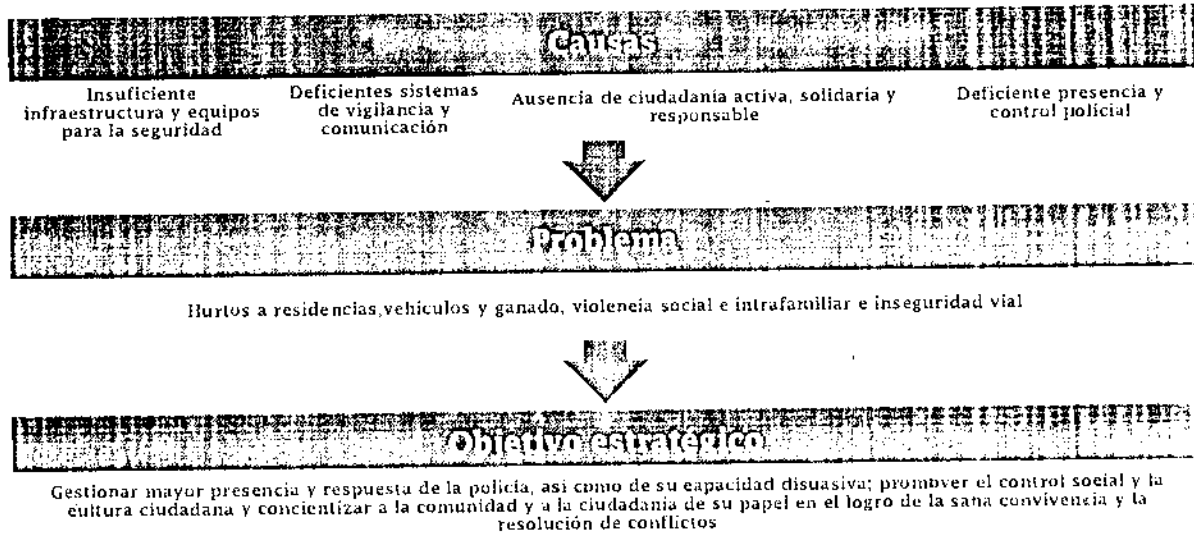 Causas
Insuficiente
infraestructura y equipos
para la seguridad
Deficientes sistemas
de vigilancia y
comunicación
Ausencia de ciudadanía activa, solidaria y
responsable
Deficiente presencia y
control policial
Problema
Hurtos a residencias,vehículos y ganado, violencia social e intrafamiliar e inseguridad vial
Objetivo estratégico
Gestionar mayor presencia y respuesta de la policía, así como de su capacidad disuasiva; promover el control social y la
cultura ciudadana y concientizar a la comunidad y a la ciudadanía de su papel en el logro de la sana convivencia y la
resolución de conflictos